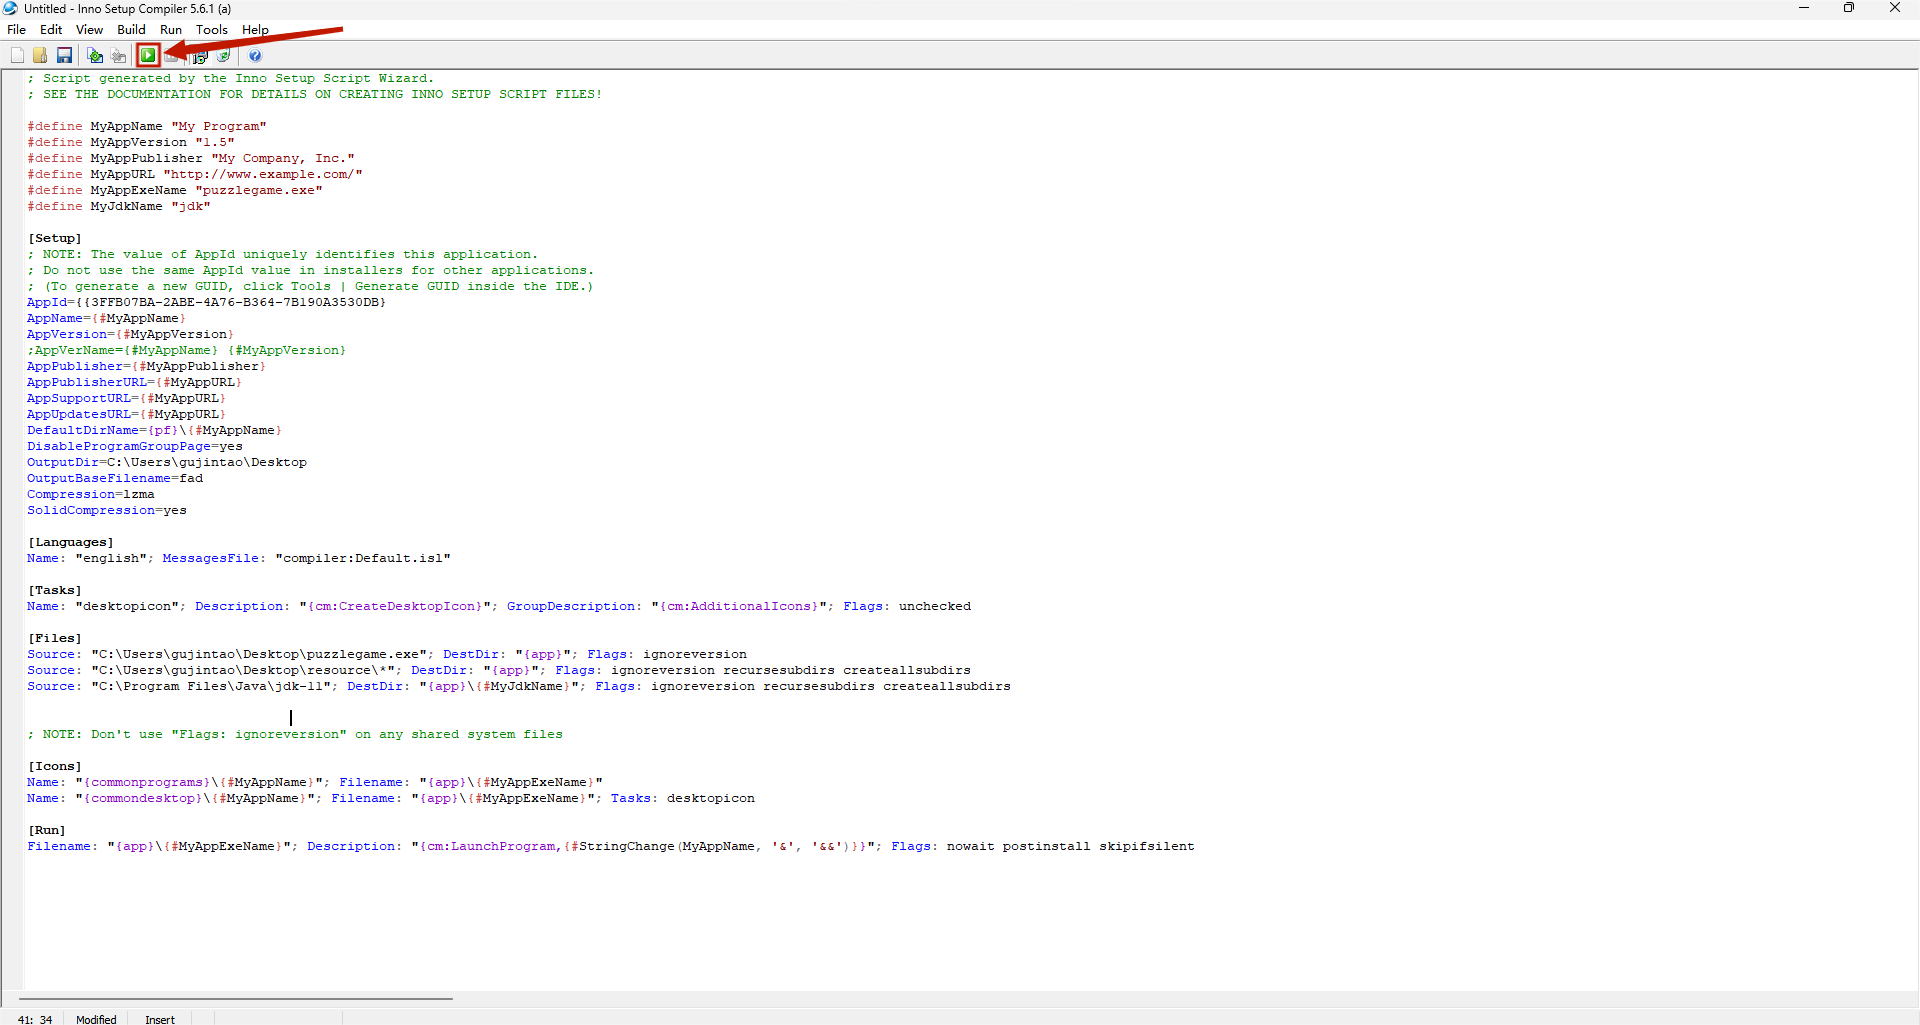 Untitled - Inno Setup Compiler 5.6.1 (a)
File Edit View Build Run Tools Help
; Script generated by the Inno Setup Script Wizard.
; SEE THE DOCUMENTATION FOR DETAILS ON CREATING INNO SETUP SCRIPT FILES!
#define MyAppName "My Program"
#define MyAppVersion "1.5"
#define MyAppPublisher "My Company, Inc."
#define MyAppURL "http://www.example.com/"
#define MyAppExeName "puzzlegame.exe"
#define MyJdkName "jdk"
[Setup]
; NOTE: The value of AppId uniquely identifies this application.
; Do not use the same AppId value in installers for other applications.
; (To generate a new GUID, click Tools | Generate GUID inside the IDE.)
AppId={{3FFB07BA-2ABE-4A76-B364-7B190A3530DB}
AppName={#MyAppName}
AppVersion={#MyAppVersion}
;AppVerName={#MyAppName} {#MyAppVersion}
AppPublisher={#MyAppPublisher}
AppPublisherURL={#MyAppURL}
AppSupportURL={#MyAppURL}
AppUpdatesURL={#MyAppURL}
DefaultDirName={pf}\{#MyAppName}
DisableProgramGroupPage=yes
OutputDir=C:\Users\gujintao\Desktop
OutputBaseFilename=fad
Compression=lzma
SolidCompression=yes
[Languages]
Name: "english"; MessagesFile: "compiler:Default.isl"
[Tasks]
Name: "desktopicon"; Description: "{cm:CreateDesktopIcon}"; GroupDescription: "{cm:AdditionalIcons}"; Flags: unchecked
[Files]
Source: "C:\Users\gujintao\Desktop\puzzlegame.exe"; DestDir: "{app}"; Flags: ignoreversion
Source: "C:\Users\gujintao\Desktop\resource\*"; DestDir: "{app}"; Flags: ignoreversion recursesubdirs createallsubdirs
Source: "C:\Program Files\Java\jdk-11"; DestDir: "{app}\{#MyJdkName}"; Flags: ignoreversion recursesubdirs createallsubdirs
; NOTE: Don't use "Flags: ignoreversion" on any shared system files
[Icons]
Name: "{commonprograms}\{#MyAppName}"; Filename: "{app}\{#MyAppExeName}"
Name: "{commondesktop}\{#MyAppName}"; Filename: "{app}\{#MyAppExeName}"; Tasks: desktopicon
[Run]
Filename: "{app}\{#MyAppExeName}"; Description: "{cm:LaunchProgram,{#StringChange(MyAppName, '&', '&&')}}"; Flags: nowait postinstall skipifsilent
41: 34 Modified Insert